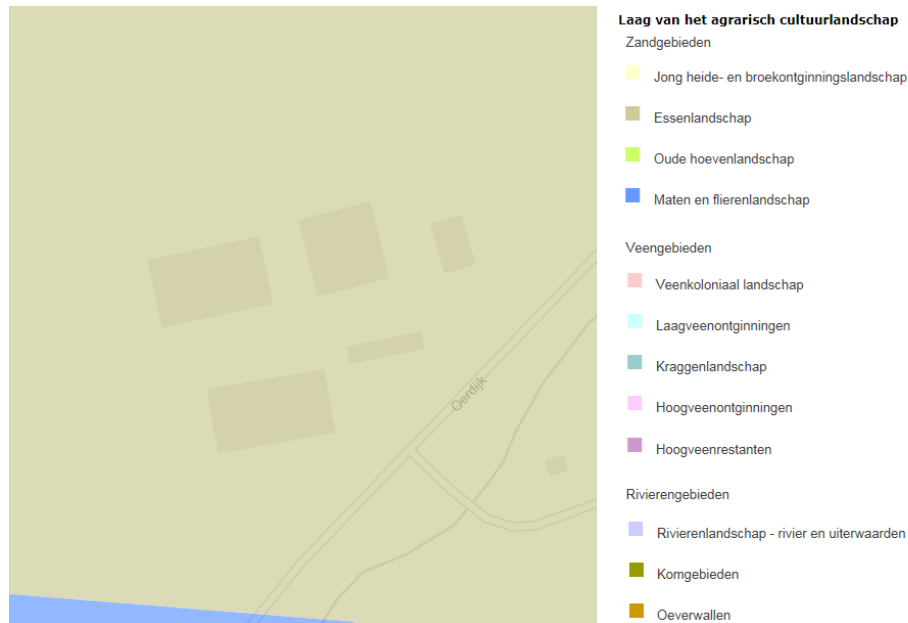 Laag van het agrarisch cultuurlandschap
Zandgebieden
Jong heide- en broekontginningslandschap
Essenlandschap
Oude hoevenlandschap
Maten en flierenlandschap
Veengebieden
Veenkoloniaal landschap
Laagveenontginningen
Kraggenlandschap
Hoogveenontginningen
Hoogveenrestanten
Rivierengebieden
Rivierenlandschap - rivier en uiterwaarden
Komgebieden
Oeverwallen
Oerdijk